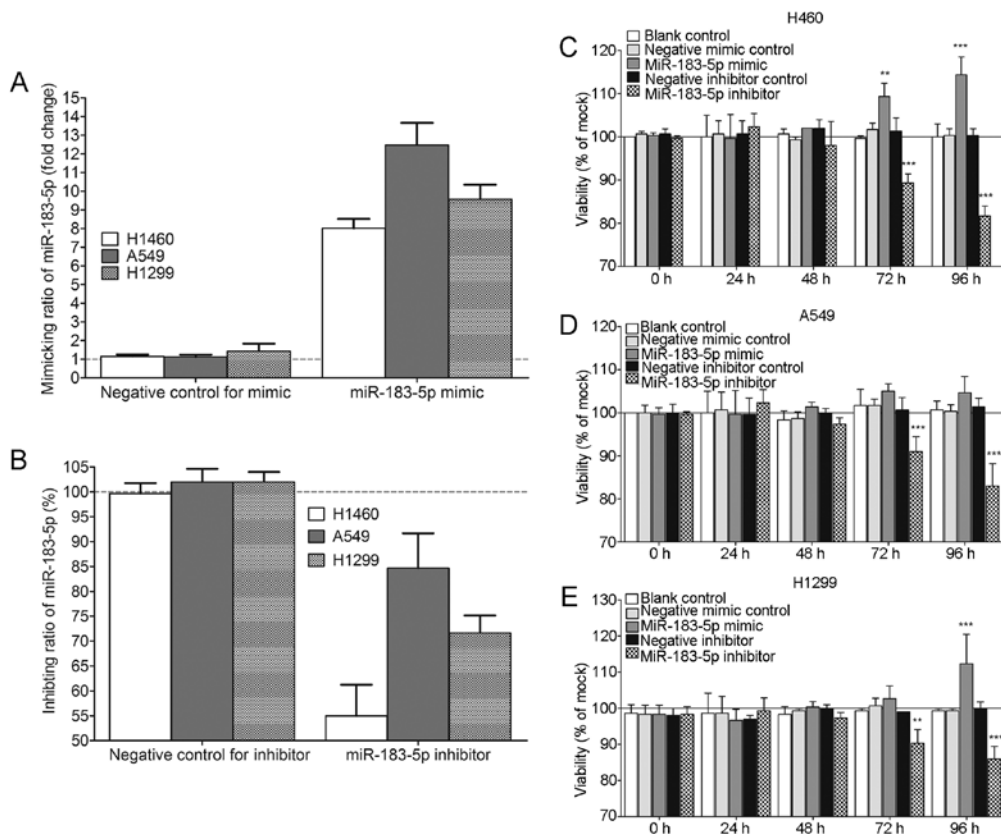 A
Mimicking ratio of miR-183-5p (fold change)
15
14
13
12
11
10
9
8
7
6
5
4
3
2
1
0
H1460
A549
H1299
Negative control for mimic
miR-183-5p mimic
B
Inhibting ratio of miR-183-5p (%)
105
100
95
90
85
80
75
70
65
60
55
50
H1460
A549
H1299
Negative control for inhibitor
miR-183-5p inhibitor
C
H460
Viability (% of mock)
120
110
100
90
80
70
Blank control
Negative mimic control
MiR-183-5p mimic
Negative inhibitor control
MiR-183-5p inhibitor
**
***
***
***
0 h
24 h
48 h
72 h
96 h
D
A549
Viability (% of mock)
120
110
100
90
80
70
Blank control
Negative mimic control
MiR-183-5p mimic
Negative inhibitor control
MiR-183-5p inhibitor
***
***
0 h
24 h
48 h
72 h
96 h
E
H1299
Viability (% of mock)
130
120
110
100
90
80
70
Blank control
Negative mimic control
MiR-183-5p mimic
Negative inhibitor
MiR-183-5p inhibitor
**
***
***
0 h
24 h
48 h
72 h
96 h